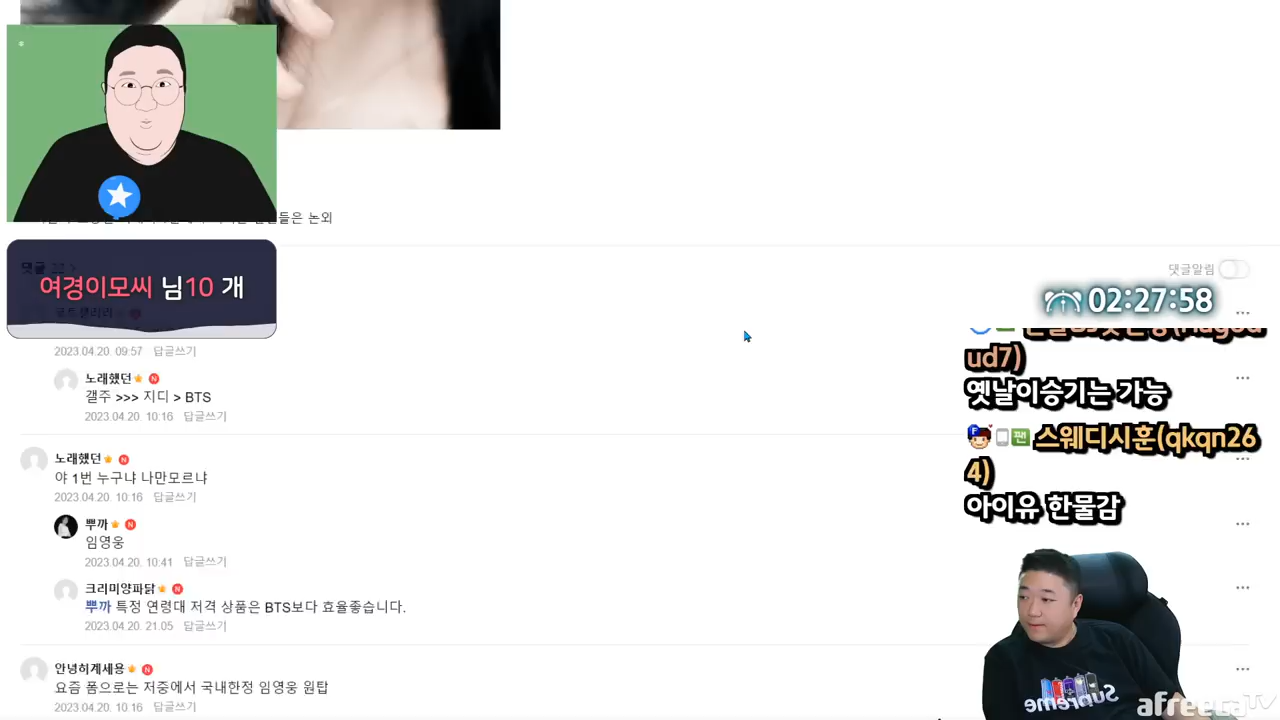 들은 논외
댓글 22 >
댓글알림
여경이모씨 님10 개
02:27:58
2023.04.20. 09:57 답글쓰기
ud7)
노래했던
갤주 >>> 지디 > BTS
2023.04.20. 10:16 답글쓰기
옛날이승기는 가능
스웨디시훈(qkqn26
4)
노래했던
야 1번 누구냐 나만모르냐
2023.04.20. 10:16 답글쓰기
아이유 한물감
뿌까
임영웅
2023.04.20. 10:41 답글쓰기
크리미양파닭
뿌까 특정 연령대 저격 상품은 BTS보다 효율좋습니다.
2023.04.20. 21:05 답글쓰기
안녕히계세용
요즘 폼으로는 저중에서 국내한정 임영웅 원탑
2023.04.20. 10:16 답글쓰기
Supreme
afreecaTV